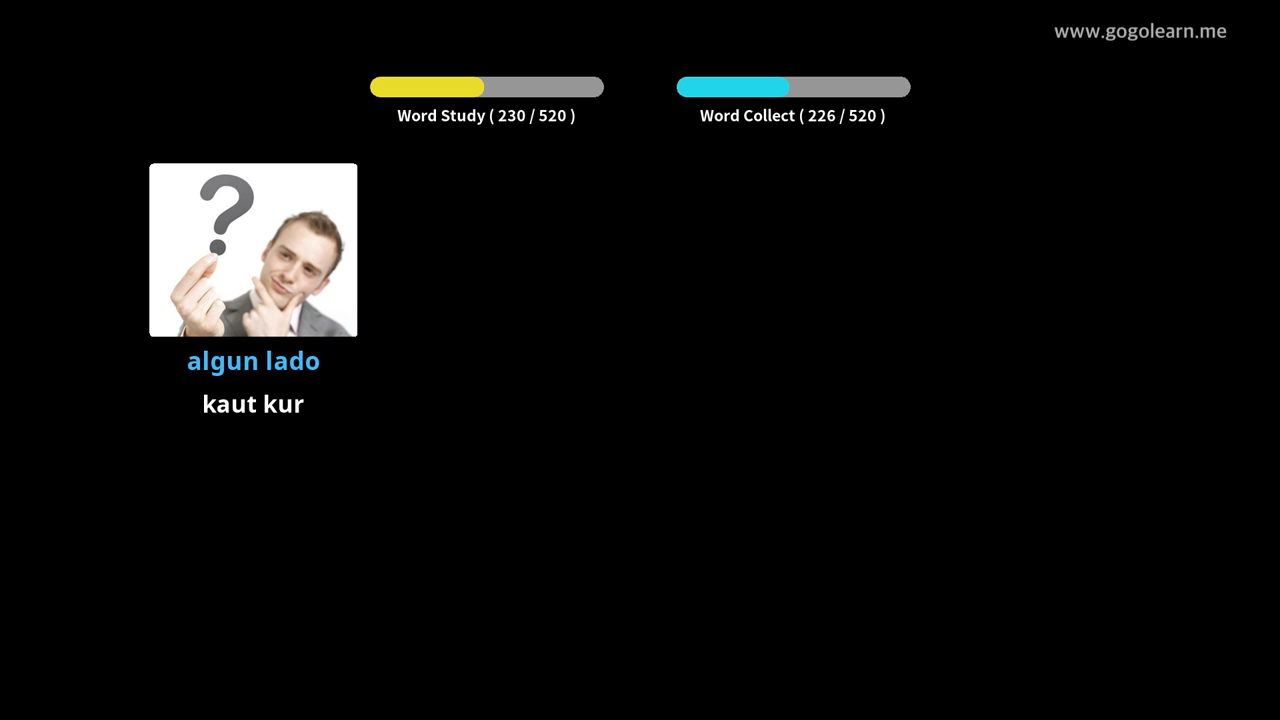 www.gogolearn.me
Word Study ( 230 / 520 )
Word Collect ( 226 / 520 )
?
algun lado
kaut kur